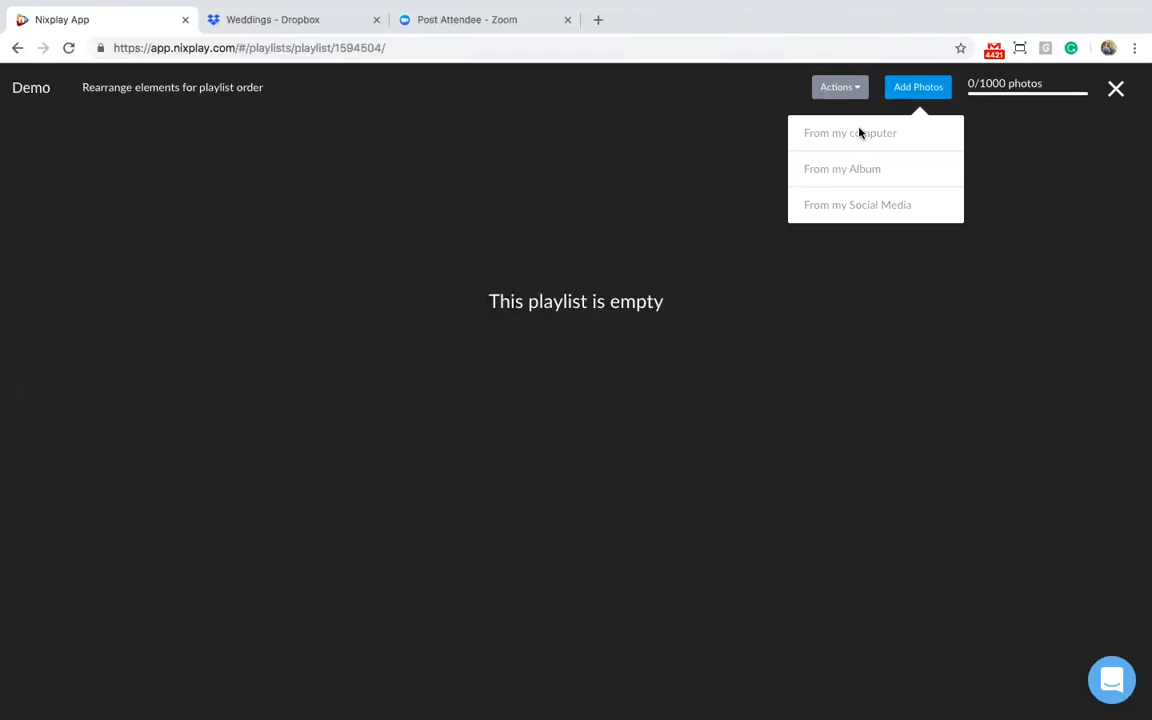 Nixplay App
Weddings - Dropbox
Post Attendee - Zoom
https://app.nixplay.com/#/playlists/playlist/1594504/
4421
G
Demo
Rearrange elements for playlist order
Actions
Add Photos
0/1000 photos
From my computer
From my Album
From my Social Media
This playlist is empty